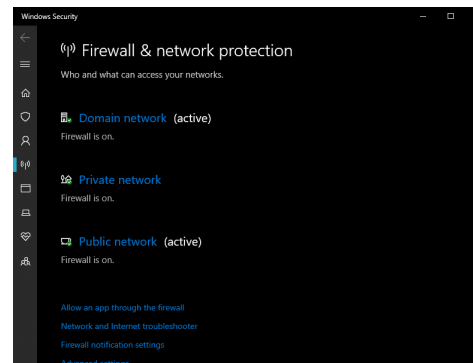 Windows Security
Firewall & network protection
Who and what can access your networks.
Domain network (active)
Firewall is on.
Private network
Firewall is on.
Public network (active)
Firewall is on.
Allow an app through the firewall
Network and Internet troubleshooter
Firewall notification settings
Advanced settings